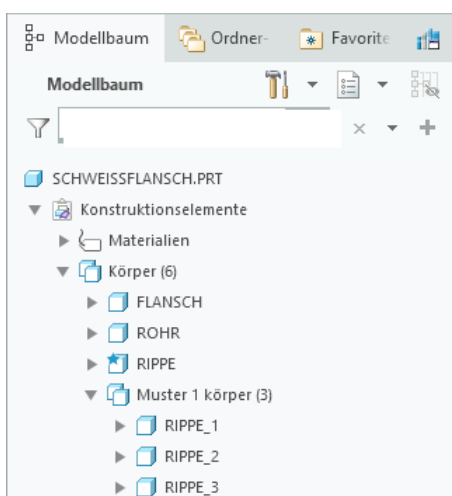 Modellbaum Ordner- Favorite
Modellbaum
SCHWEISSFLANSCH.PRT
Konstruktionselemente
Materialien
Körper (6)
FLANSCH
ROHR
RIPPE
Muster 1 körper (3)
RIPPE_1
RIPPE_2
RIPPE_3